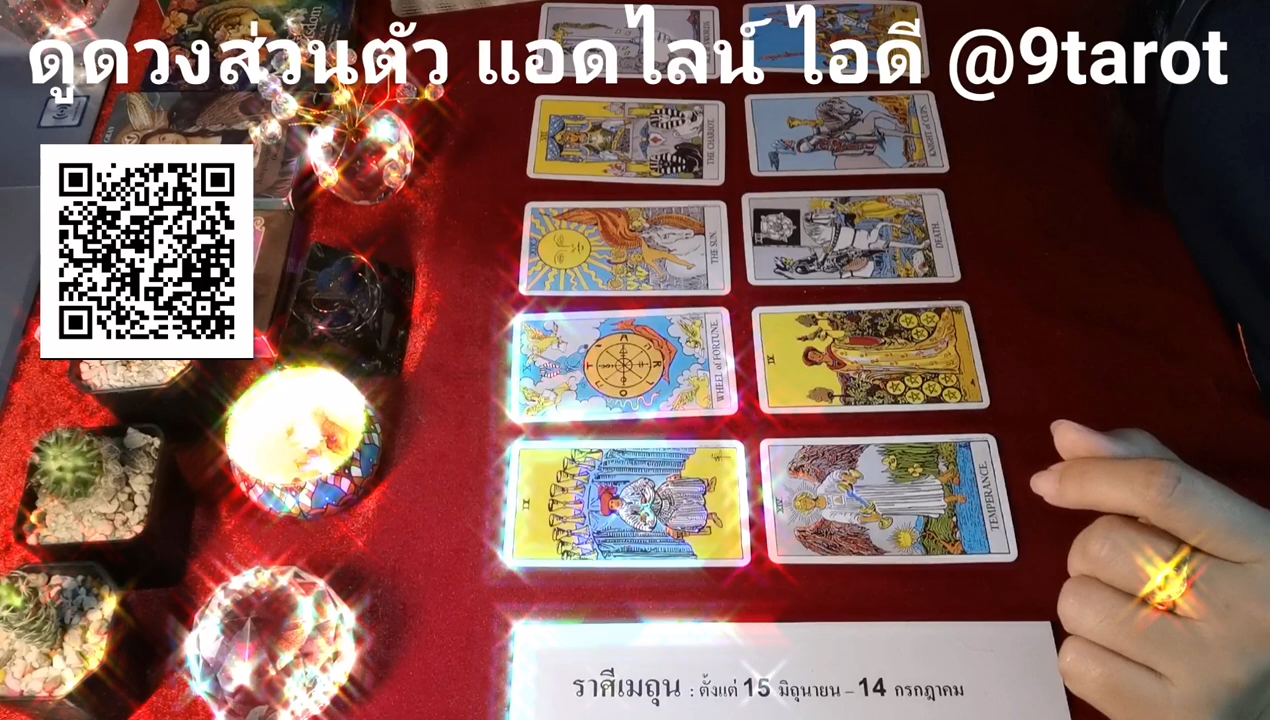 ดูดวงส่วนตัว แอดไลน์ ไอดี @9tarot
THE CHARIOT.
KNIGHT of CUPS.
THE SUN.
DEATH.
WHEEL of FORTUNE.
IX
IX
XIV
TEMPERANCE.
ราศีเมถุน : ตั้งแต่ 15 มิถุนายน – 14 กรกฎาคม